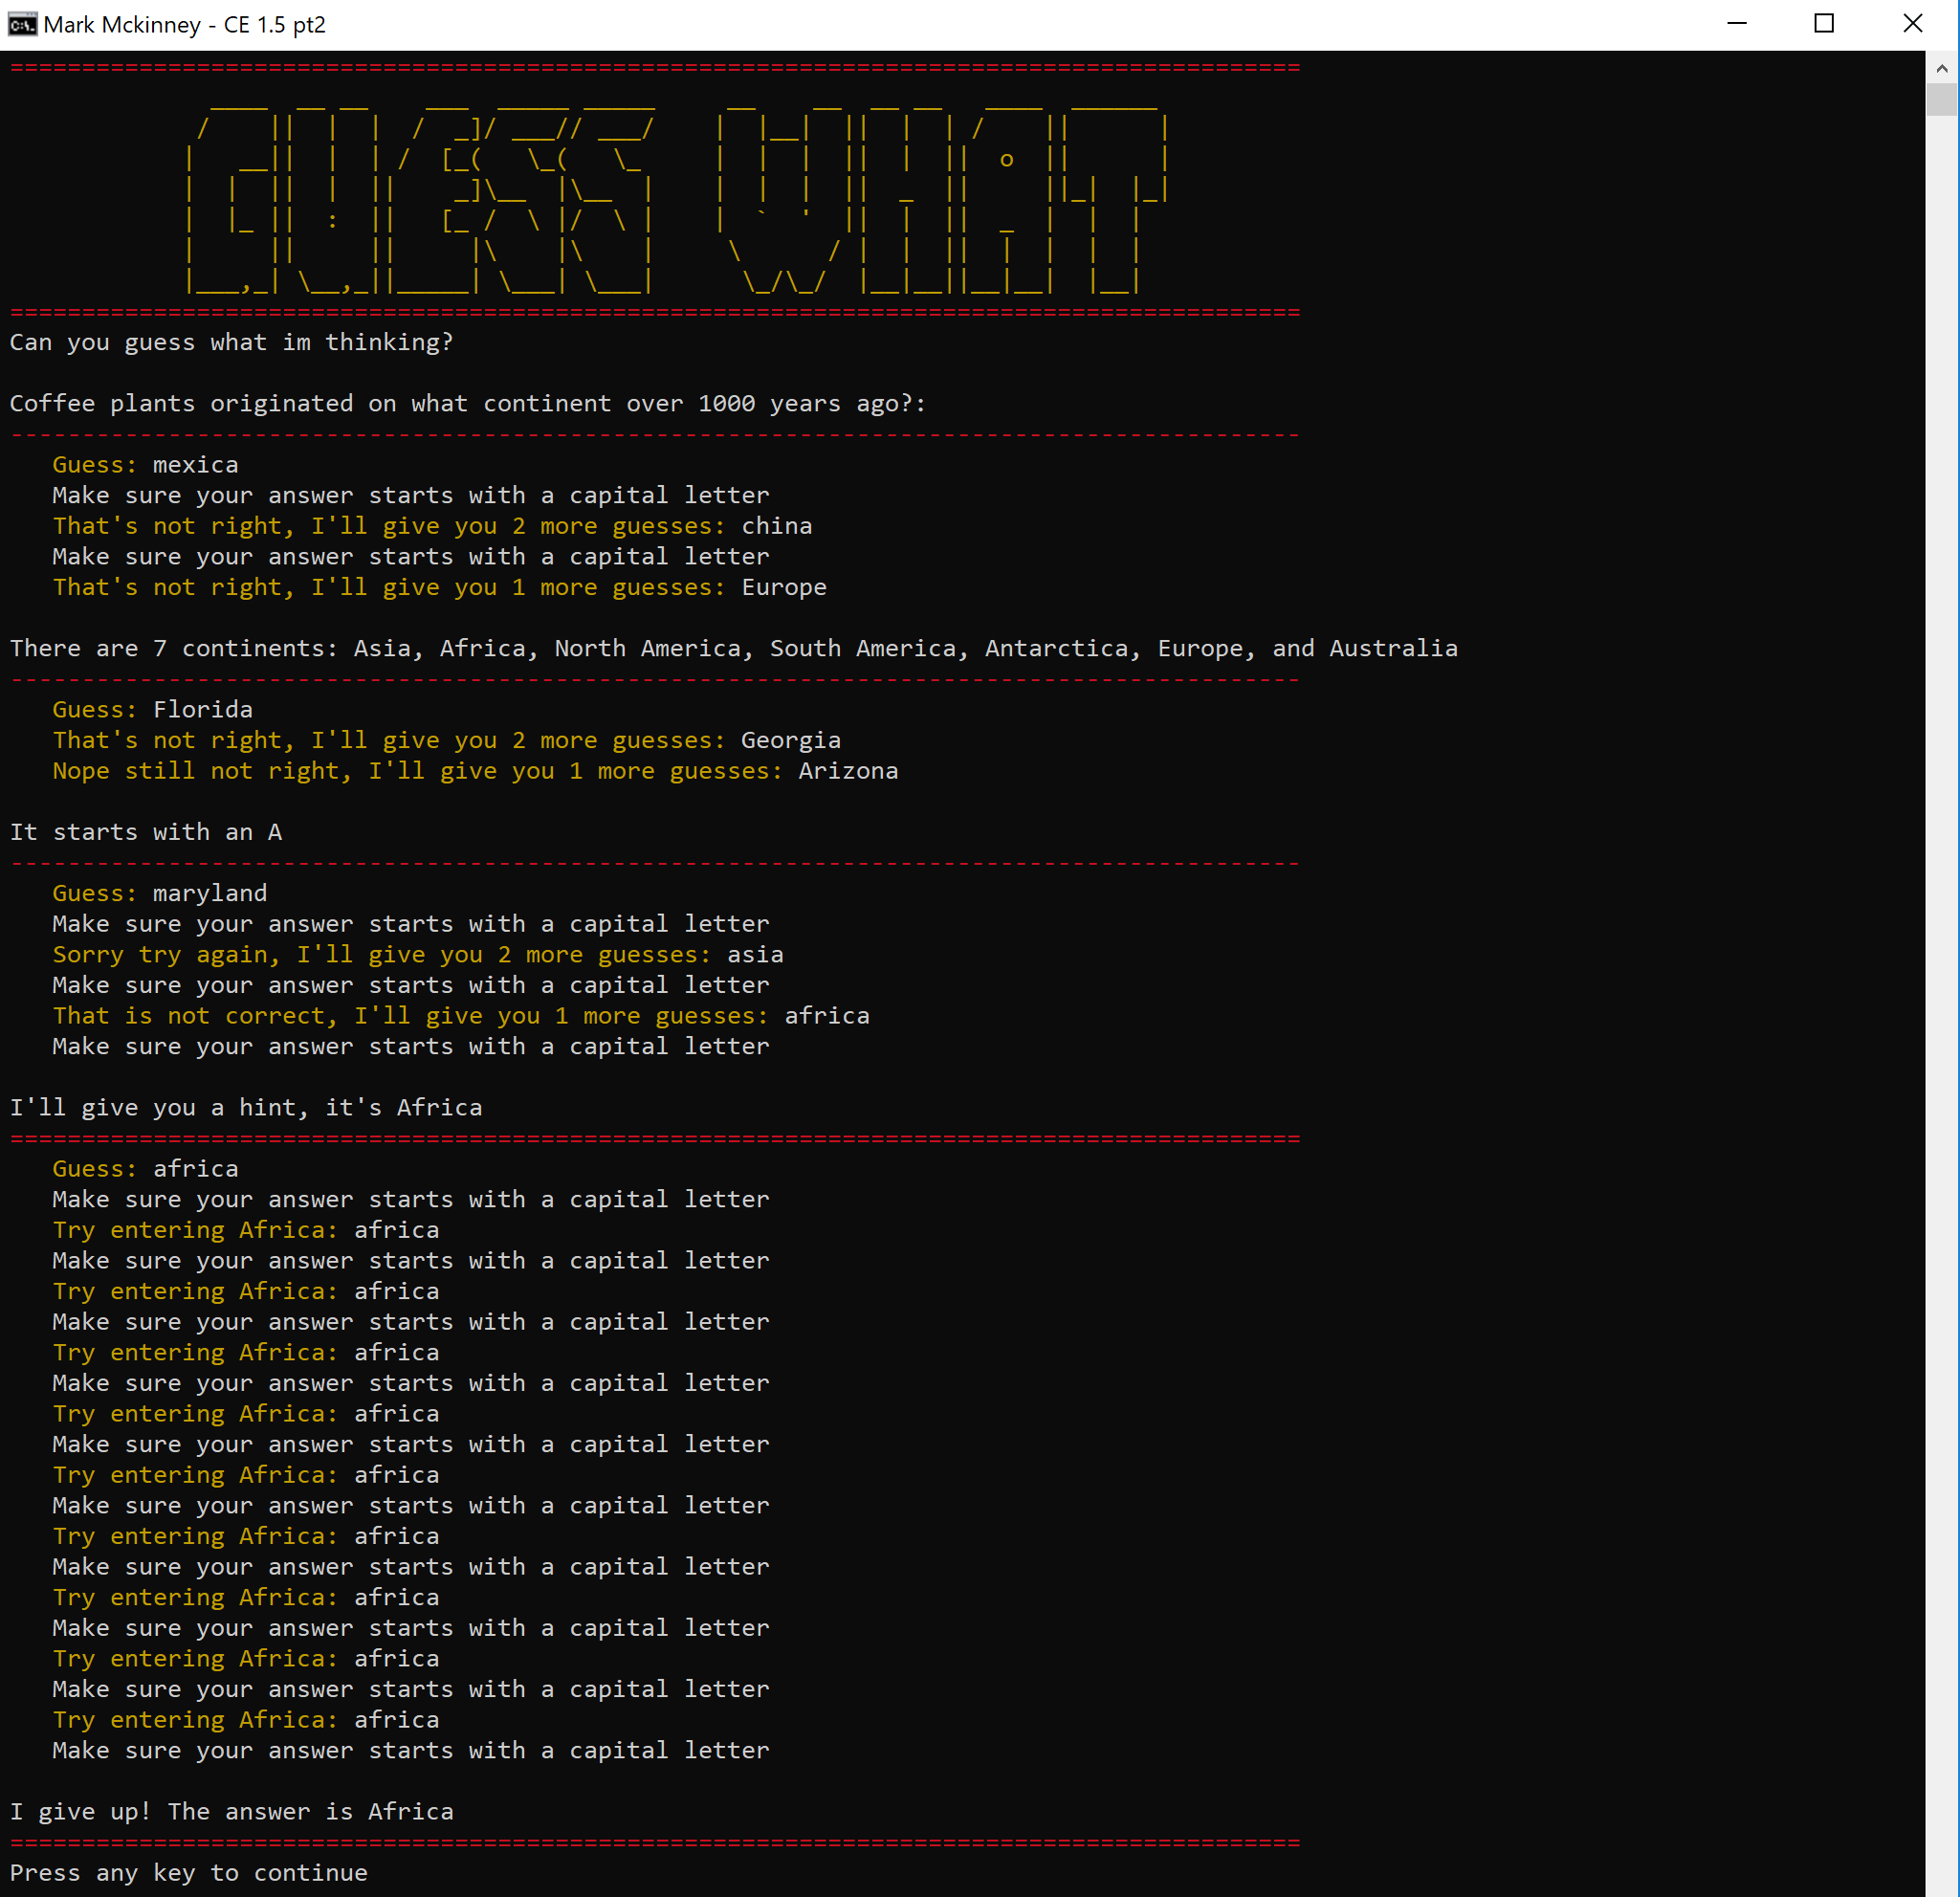 Mark Mckinney - CE 1.5 pt2
GUESS WHAT
Can you guess what im thinking?
Coffee plants originated on what continent over 1000 years ago?:
Guess: mexica
Make sure your answer starts with a capital letter
That's not right, I'll give you 2 more guesses: china
Make sure your answer starts with a capital letter
That's not right, I'll give you 1 more guesses: Europe
There are 7 continents: Asia, Africa, North America, South America, Antarctica, Europe, and Australia
Guess: Florida
That's not right, I'll give you 2 more guesses: Georgia
Nope still not right, I'll give you 1 more guesses: Arizona
It starts with an A
Guess: maryland
Make sure your answer starts with a capital letter
Sorry try again, I'll give you 2 more guesses: asia
Make sure your answer starts with a capital letter
That is not correct, I'll give you 1 more guesses: africa
Make sure your answer starts with a capital letter
I'll give you a hint, it's Africa
Guess: africa
Make sure your answer starts with a capital letter
Try entering Africa: africa
Make sure your answer starts with a capital letter
Try entering Africa: africa
Make sure your answer starts with a capital letter
Try entering Africa: africa
Make sure your answer starts with a capital letter
Try entering Africa: africa
Make sure your answer starts with a capital letter
Try entering Africa: africa
Make sure your answer starts with a capital letter
Try entering Africa: africa
Make sure your answer starts with a capital letter
Try entering Africa: africa
Make sure your answer starts with a capital letter
Try entering Africa: africa
Make sure your answer starts with a capital letter
Try entering Africa: africa
Make sure your answer starts with a capital letter
I give up! The answer is Africa
Press any key to continue